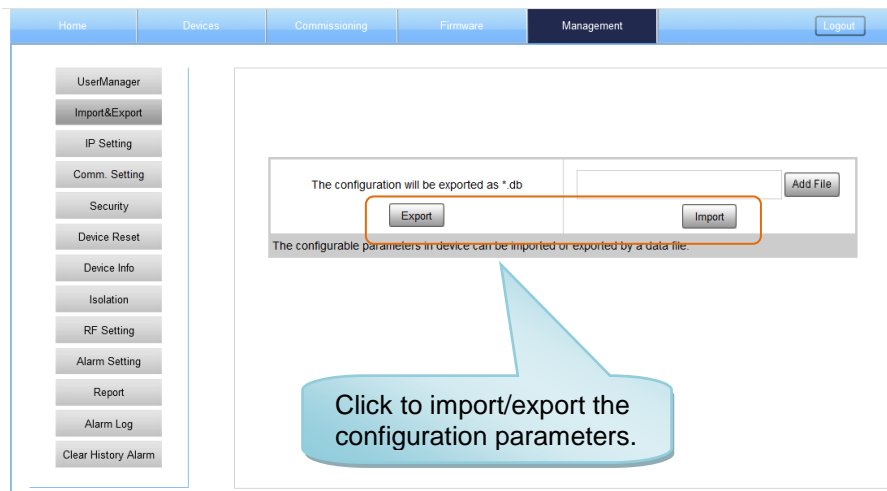 Home Devices Commissioning Firmware Management Logout
UserManager
Import&Export
IP Setting
Comm. Setting
Security
Device Reset
Device Info
Isolation
RF Setting
Alarm Setting
Report
Alarm Log
Clear History Alarm
The configuration will be exported as *.db
Add File
Export
Import
The configurable parameters in device can be imported or exported by a data file.
Click to import/export the
configuration parameters.